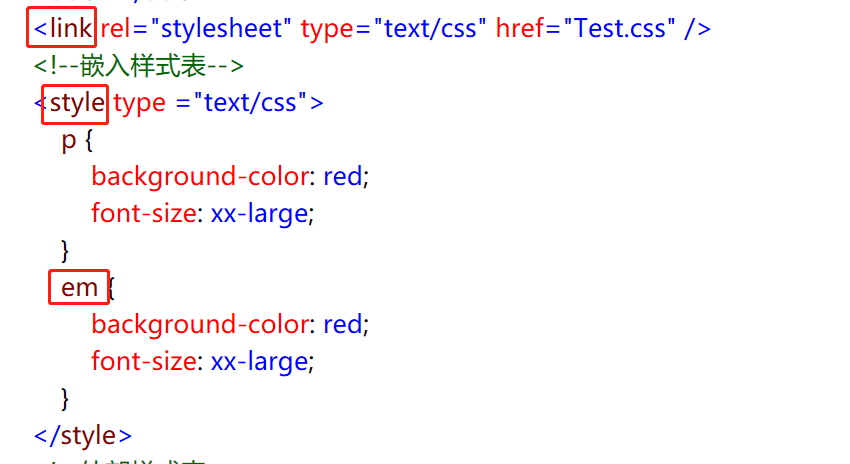 <link rel="stylesheet" type="text/css" href="Test.css" />
<!--嵌入样式表-->
<style type ="text/css">
p {
background-color: red;
font-size: xx-large;
}
em {
background-color: red;
font-size: xx-large;
}
</style>